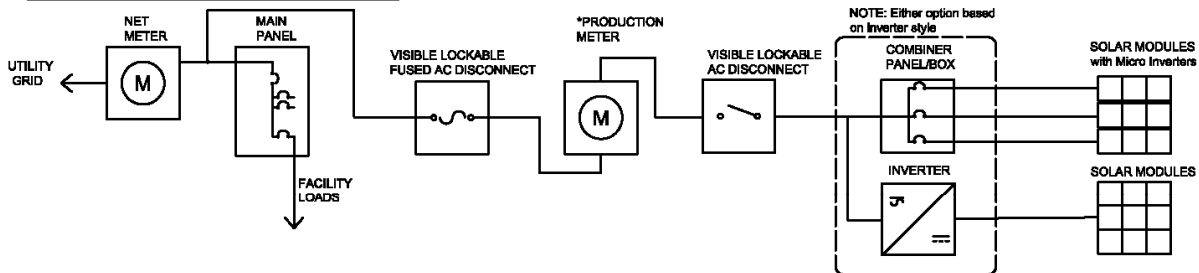 NET
METER
MAIN
PANEL
UTILITY
GRID
M
FACILITY
LOADS
VISIBLE LOCKABLE
FUSED AC DISCONNECT
*PRODUCTION
METER
M
VISIBLE LOCKABLE
AC DISCONNECT
NOTE: Either option based
on Inverter style
COMBINER
PANEL/BOX
INVERTER
SOLAR MODULES
with Micro Inverters
SOLAR MODULES